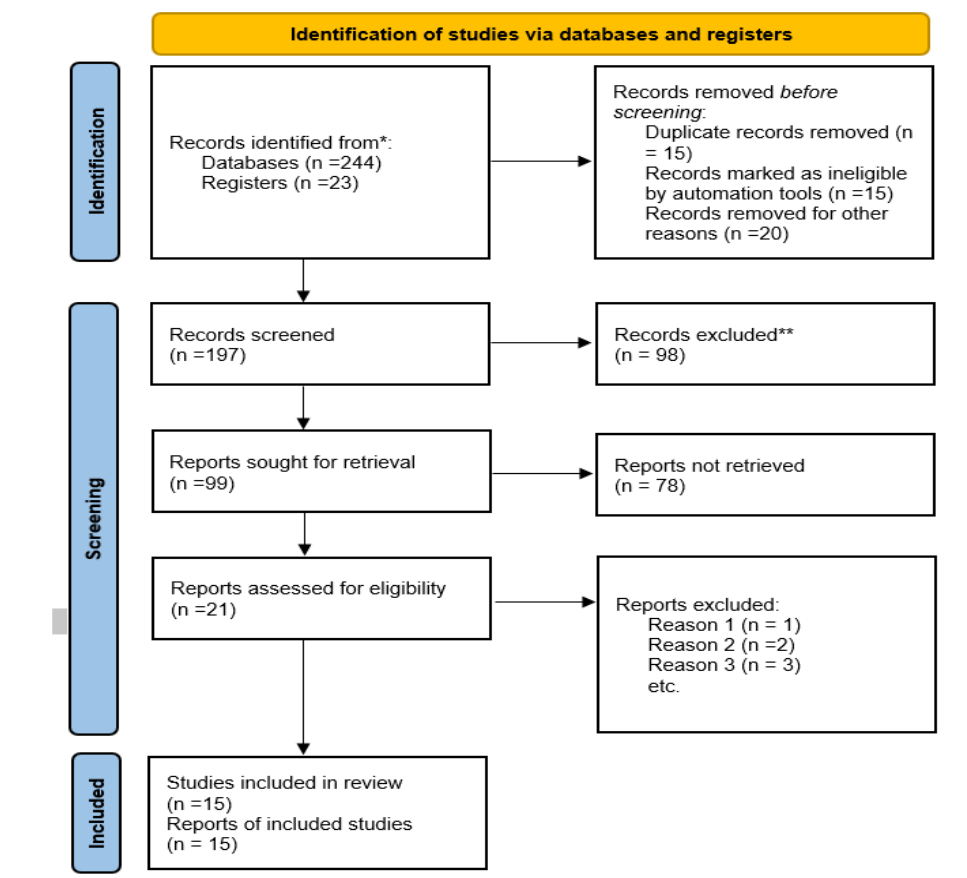 Identification of studies via databases and registers
Identification
Records identified from*:
Databases (n =244)
Registers (n =23)
Records removed before
screening:
Duplicate records removed (n
= 15)
Records marked as ineligible
by automation tools (n =15)
Records removed for other
reasons (n =20)
Screening
Records screened
(n =197)
Records excluded**
(n = 98)
Reports sought for retrieval
(n =99)
Reports not retrieved
(n = 78)
Reports assessed for eligibility
(n =21)
Reports excluded:
Reason 1 (n = 1)
Reason 2 (n =2)
Reason 3 (n = 3)
etc.
Included
Studies included in review
(n =15)
Reports of included studies
(n = 15)